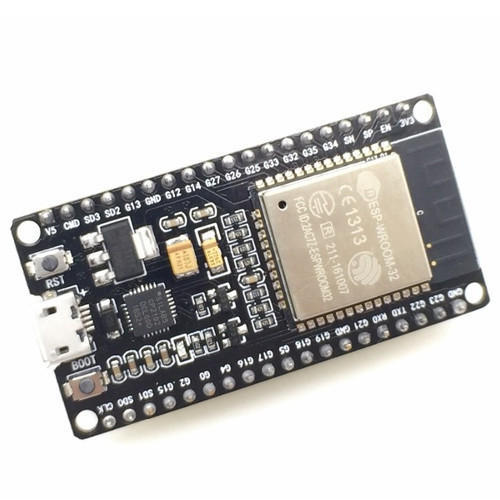 V5 CMD SD3 SD2 G13 GND G12 G14 G27 G26 G25 G33 G32 G35 G34 SN SP EN 3V3
RST
BOOT
ESP-WROOM-32
CE1313
R 211-161007
FCC ID:2AC7Z-ESPWROOM32
CLK SD0 SD1 G15 G2 G0 G4 G16 G17 G5 G18 G19 GND G21 RXD TXD G22 G23 GND